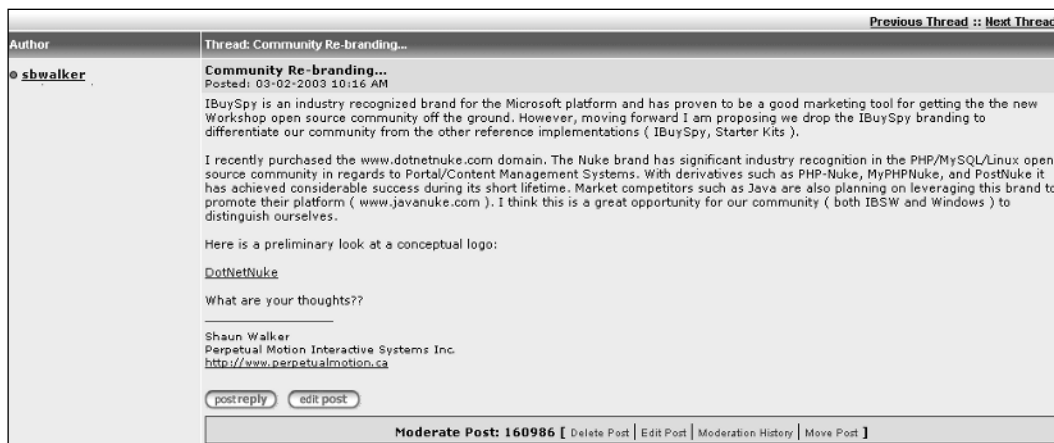 Previous Thread :: Next Thread
Author
Thread: Community Re-branding...
sbwalker
Community Re-branding...
Posted: 03-02-2003 10:16 AM
IBuySpy is an industry recognized brand for the Microsoft platform and has proven to be a good marketing tool for getting the the new
Workshop open source community off the ground. However, moving forward I am proposing we drop the IBuySpy branding to
differentiate our community from the other reference implementations ( IBuySpy, Starter Kits ).
I recently purchased the www.dotnetnuke.com domain. The Nuke brand has significant industry recognition in the PHP/MySQL/Linux open
source community in regards to Portal/Content Management Systems. With derivatives such as PHP-Nuke, MyPHPNuke, and PostNuke it
has achieved considerable success during its short lifetime. Market competitors such as Java are also planning on leveraging this brand to
promote their platform ( www.javanuke.com ). I think this is a great opportunity for our community ( both IBSW and Windows ) to
distinguish ourselves.
Here is a preliminary look at a conceptual logo:
DotNetNuke
What are your thoughts??
Shaun Walker
Perpetual Motion Interactive Systems Inc.
http://www.perpetualmotion.ca
post reply edit post
Moderate Post: 160986 [ Delete Post | Edit Post | Moderation History | Move Post ]